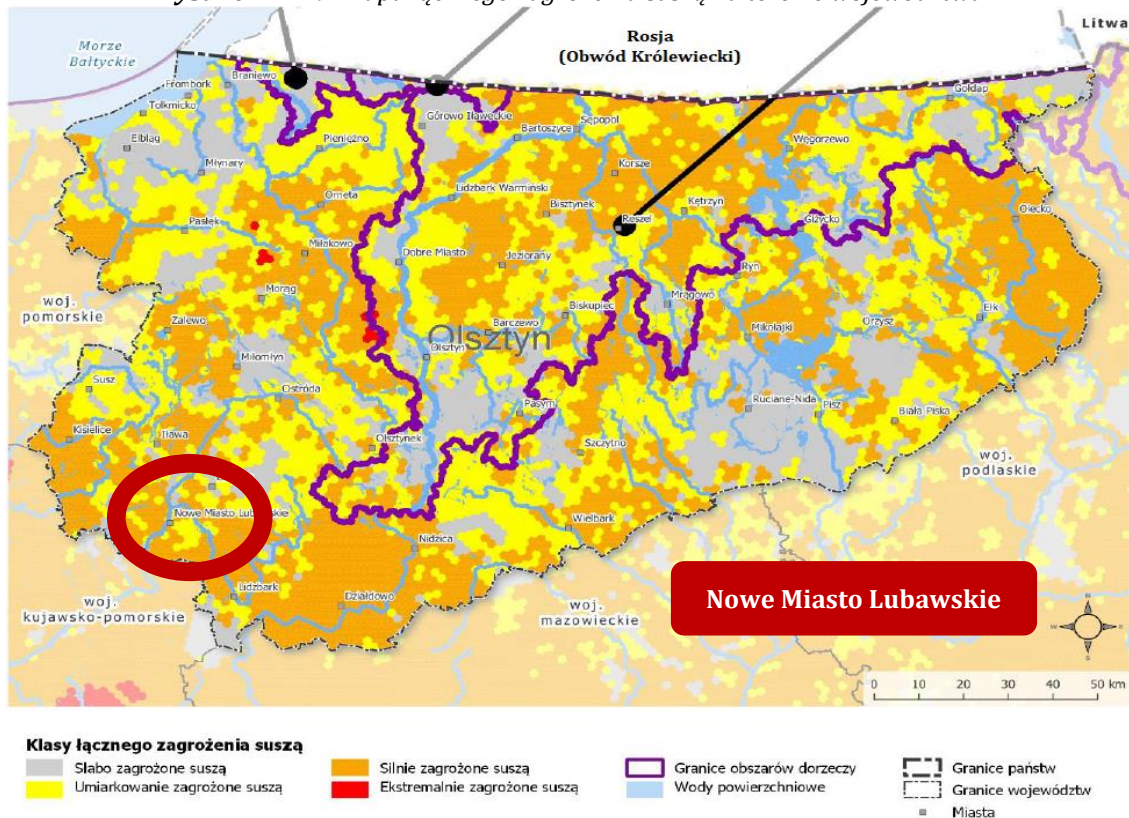 Morze
Bałtyckie
Rosja
(Obwód Królewiecki)
Litwa
Frombork
Braniewo
Tolkmicko
Elbląg
Młynary
Pieniężno
Górowo Iławeckie
Bartoszyce
Sępopol
Korsze
Węgorzewo
Gołdap
Orneta
Lidzbark Warmiński
Bisztynek
Reszel
Kętrzyn
Giżycko
Olecko
Pasłęk
Miłakowo
Dobre Miasto
Jeziorany
Ryn
woj.
pomorskie
Morąg
Zalewo
Biskupiec
Mrągowo
Barczewo
Olsztyn
Olsztyn
Mikołajki
Orzysz
Ełk
Miłomłyn
Susz
Ostróda
Pasym
Ruciane-Nida
Pisz
Biała Piska
Kisielice
Iława
Olsztynek
Szczytno
woj.
podlaskie
Nowe Miasto Lubawskie
Wielbark
Nidzica
Lidzbark
Działdowo
woj.
kujawsko-pomorskie
woj.
mazowieckie
Nowe Miasto Lubawskie
N
W
E
S
0 10 20 30 40 50 km
Klasy łącznego zagrożenia suszą
Słabo zagrożone suszą
Umiarkowanie zagrożone suszą
Silnie zagrożone suszą
Ekstremalnie zagrożone suszą
Granice obszarów dorzeczy
Wody powierzchniowe
Granice państw
Granice województw
Miasta